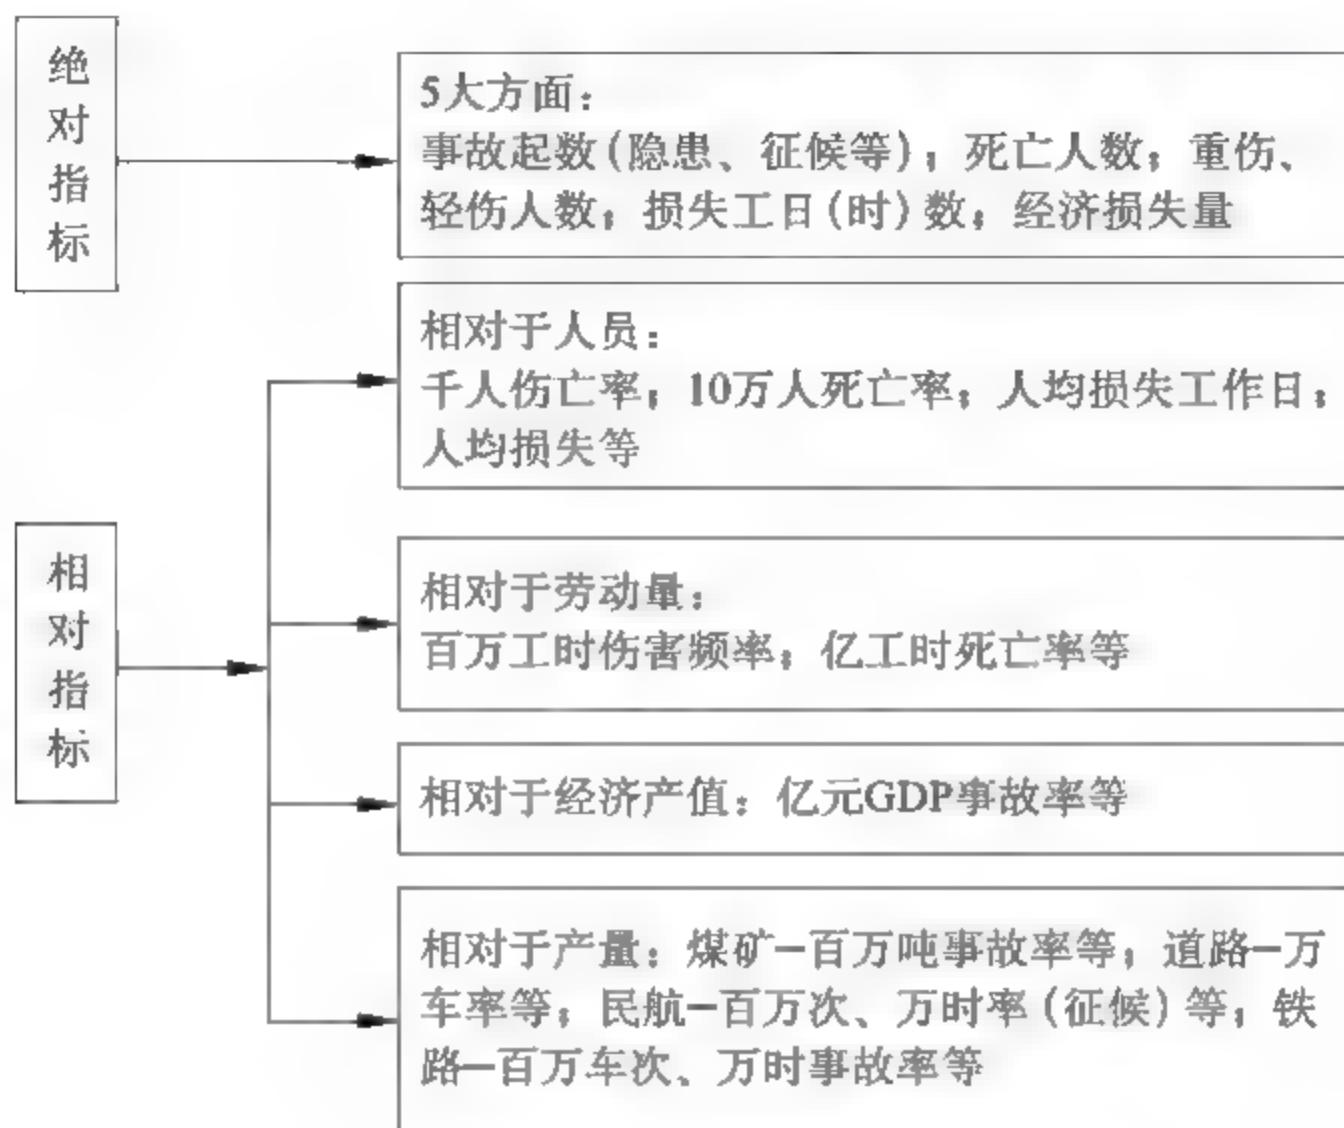 绝对指标
5大方面：
事故起数(隐患、征候等)；死亡人数；重伤、
轻伤人数；损失工日(时)数；经济损失量
相对指标
相对于人员：
千人伤亡率；10万人死亡率；人均损失工作日；
人均损失等
相对于劳动量：
百万工时伤害频率；亿工时死亡率等
相对于经济产值：亿元GDP事故率等
相对于产量：煤矿—百万吨事故率等；道路—万
车率等；民航—百万次、万时率(征候)等；铁
路—百万车次、万时事故率等